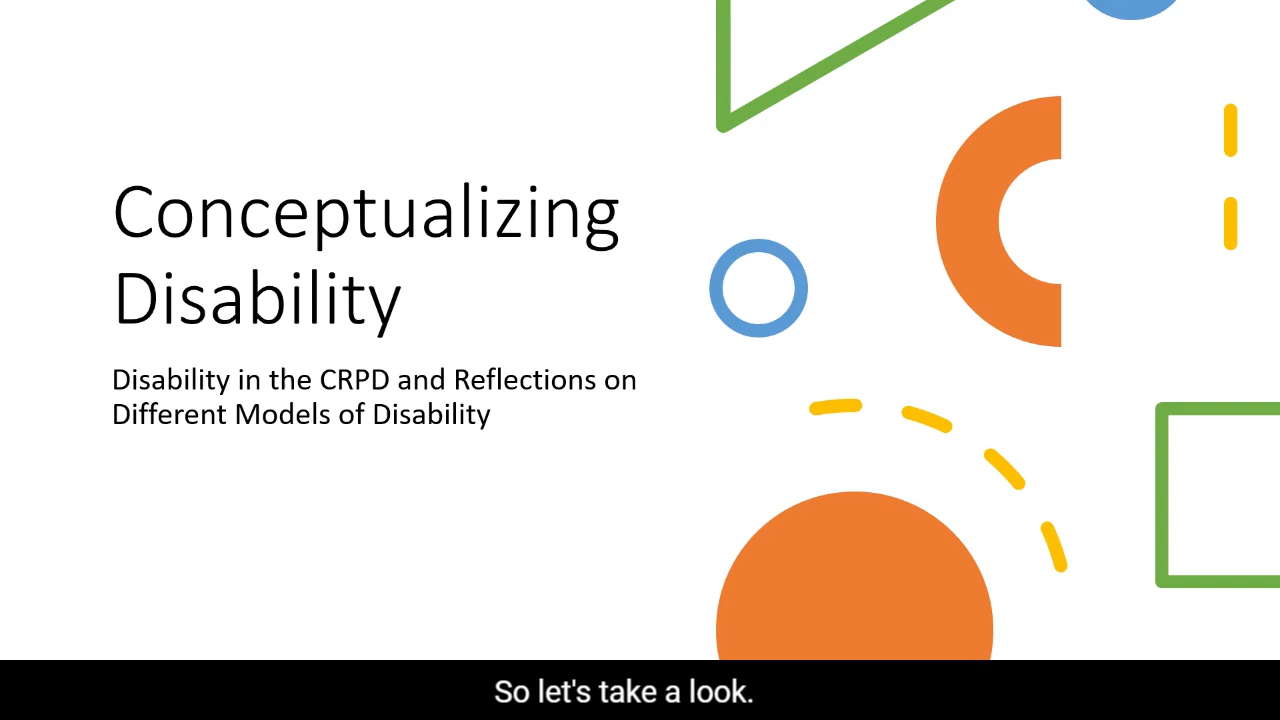 Conceptualizing
Disability
Disability in the CRPD and Reflections on
Different Models of Disability
So let's take a look.